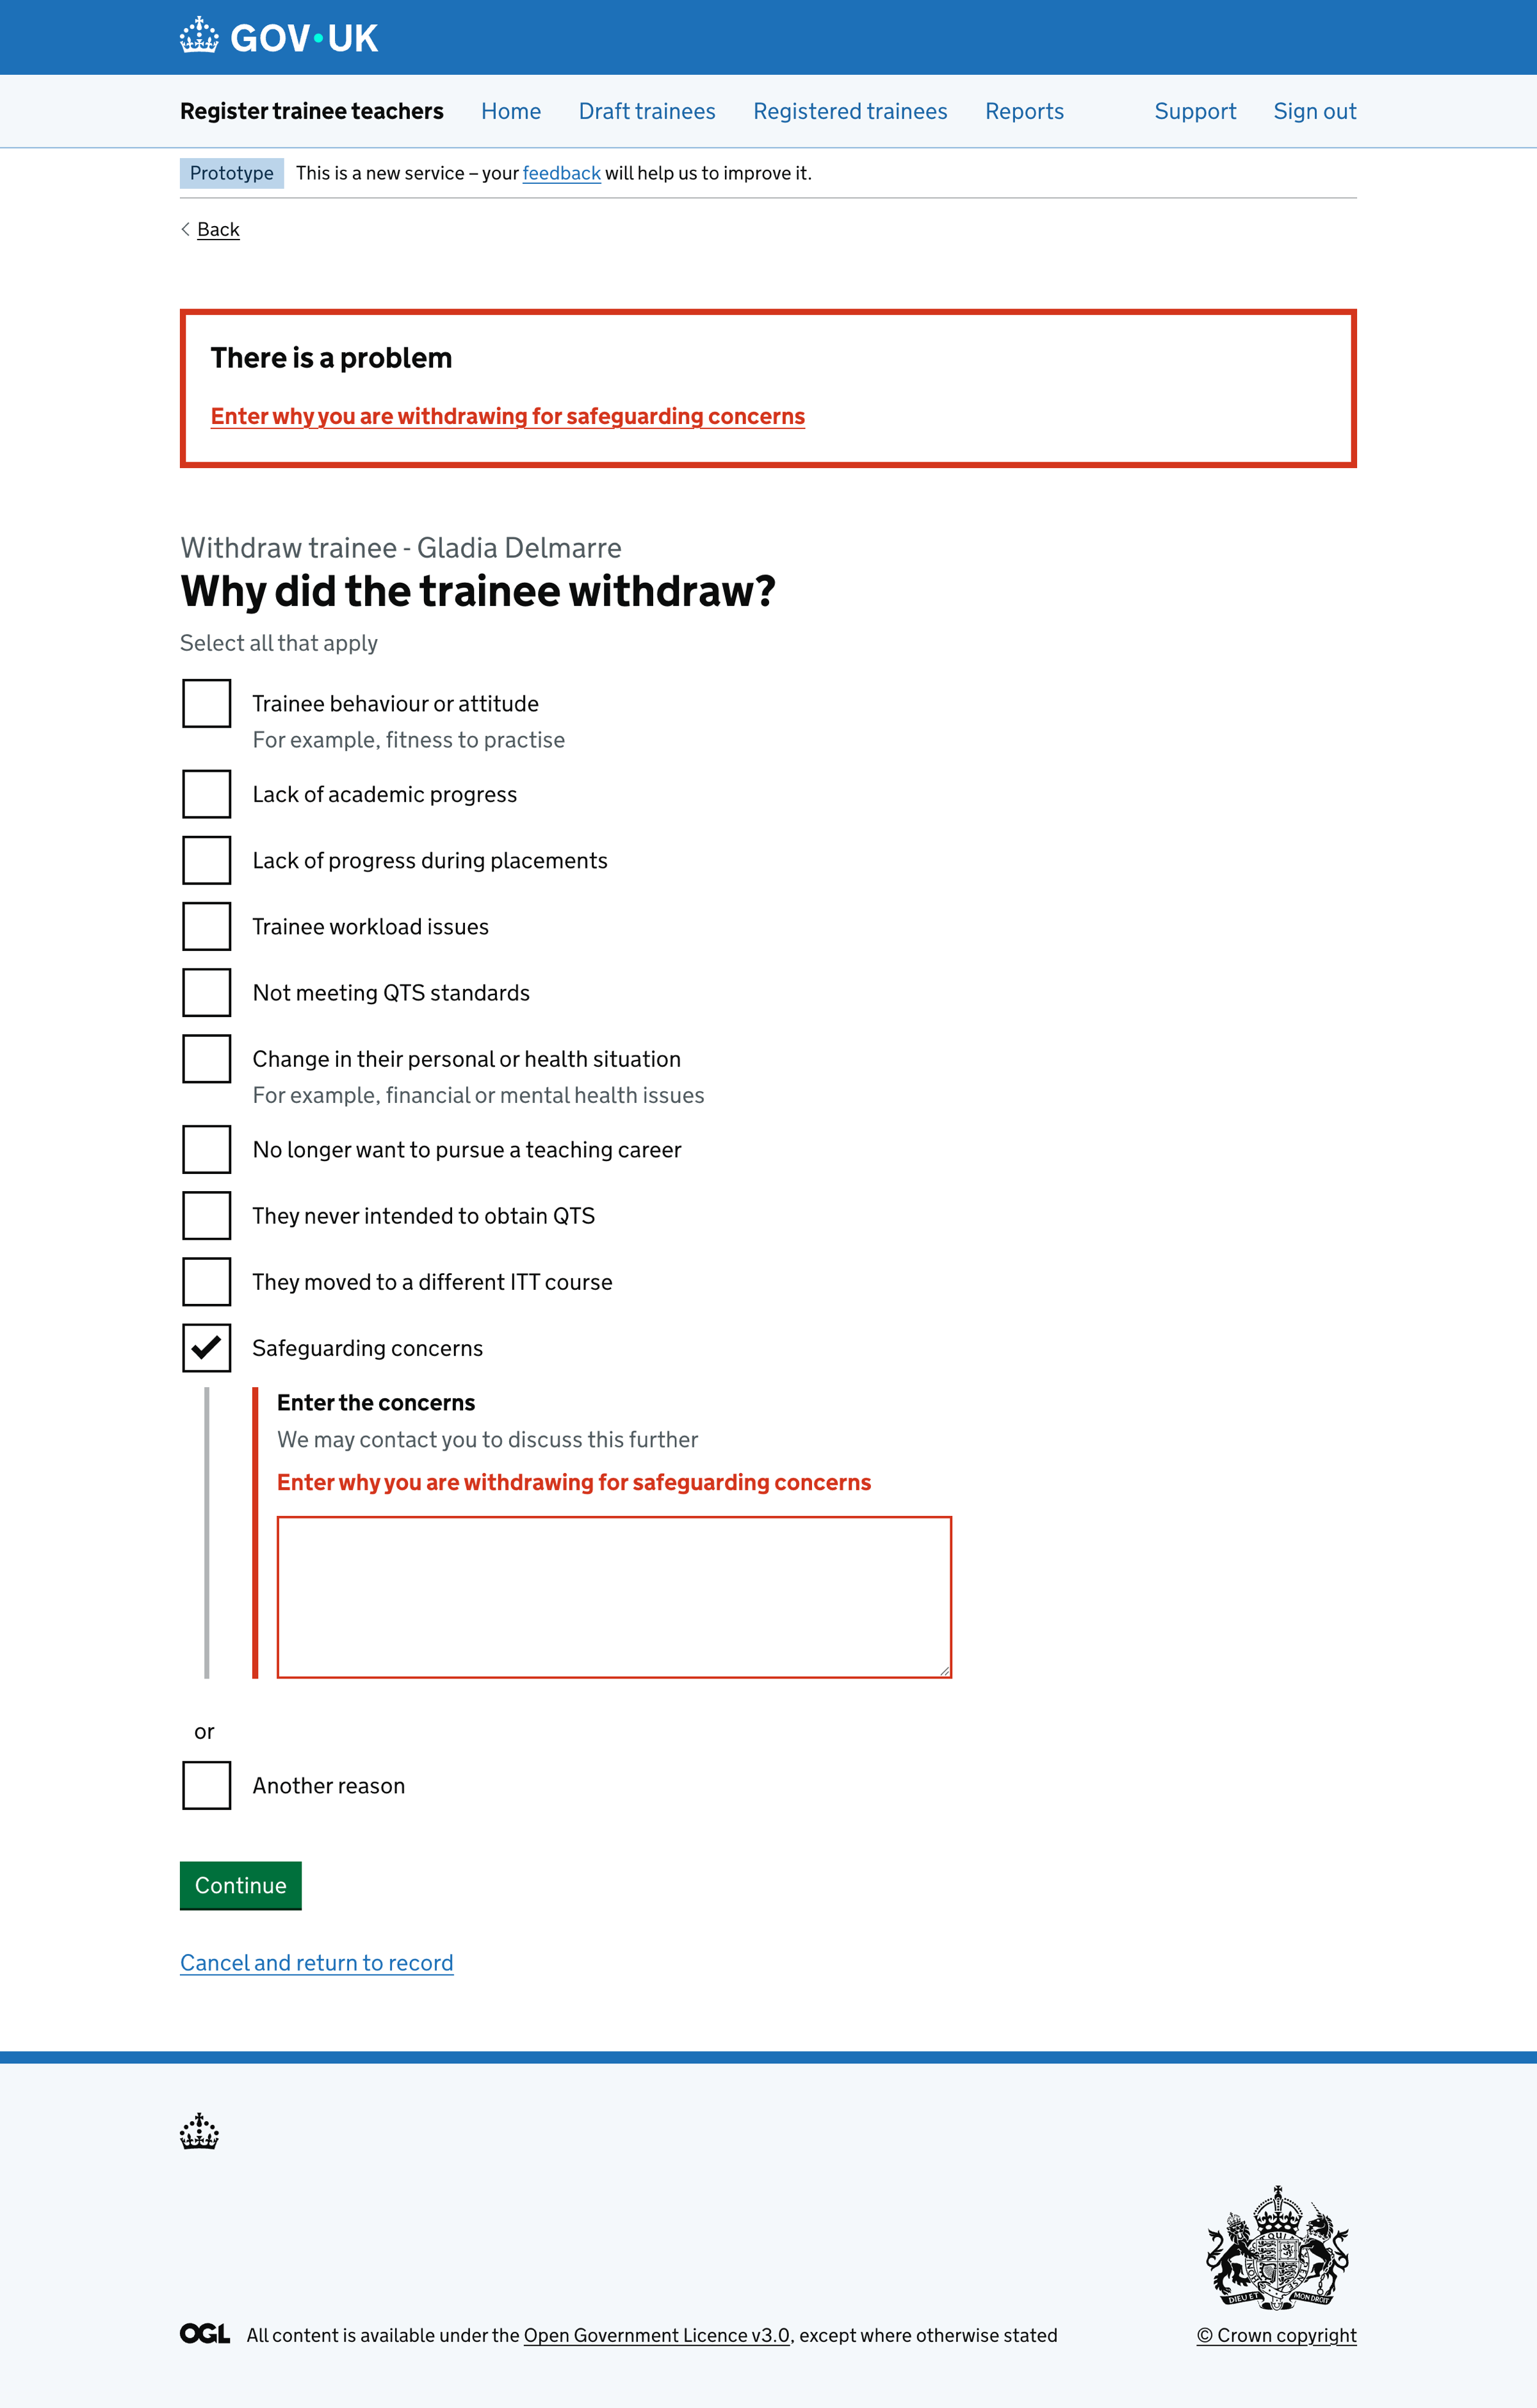 GOV·UK
Register trainee teachers Home Draft trainees Registered trainees Reports Support Sign out
Prototype This is a new service – your feedback will help us to improve it.
Back
There is a problem
Enter why you are withdrawing for safeguarding concerns
Withdraw trainee - Gladia Delmarre
Why did the trainee withdraw?
Select all that apply
Trainee behaviour or attitude
For example, fitness to practise
Lack of academic progress
Lack of progress during placements
Trainee workload issues
Not meeting QTS standards
Change in their personal or health situation
For example, financial or mental health issues
No longer want to pursue a teaching career
They never intended to obtain QTS
They moved to a different ITT course
Safeguarding concerns
Enter the concerns
We may contact you to discuss this further
Enter why you are withdrawing for safeguarding concerns
or
Another reason
Continue
Cancel and return to record
DIEU ET MON DROIT
OGL All content is available under the Open Government Licence v3.0, except where otherwise stated
© Crown copyright